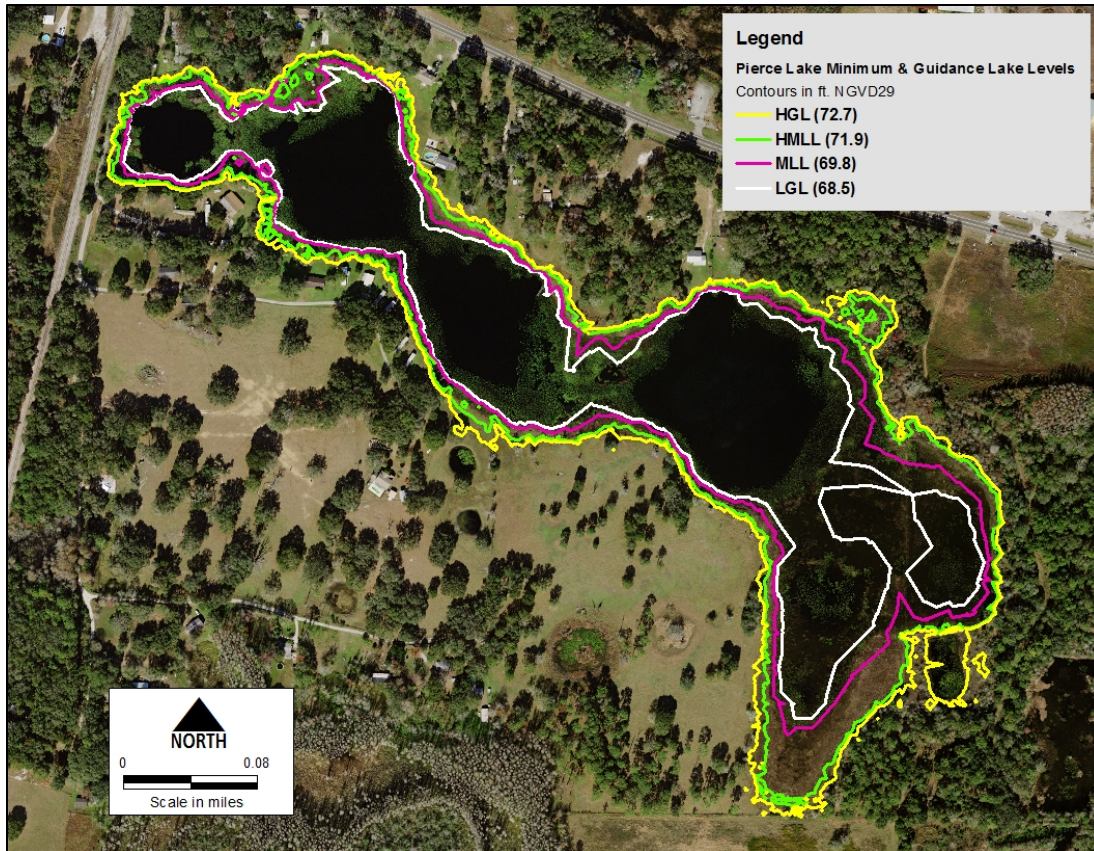 Legend
Pierce Lake Minimum & Guidance Lake Levels
Contours in ft. NGVD29
HGL (72.7)
HMLL (71.9)
MLL (69.8)
LGL (68.5)
NORTH
0 0.08
Scale in miles